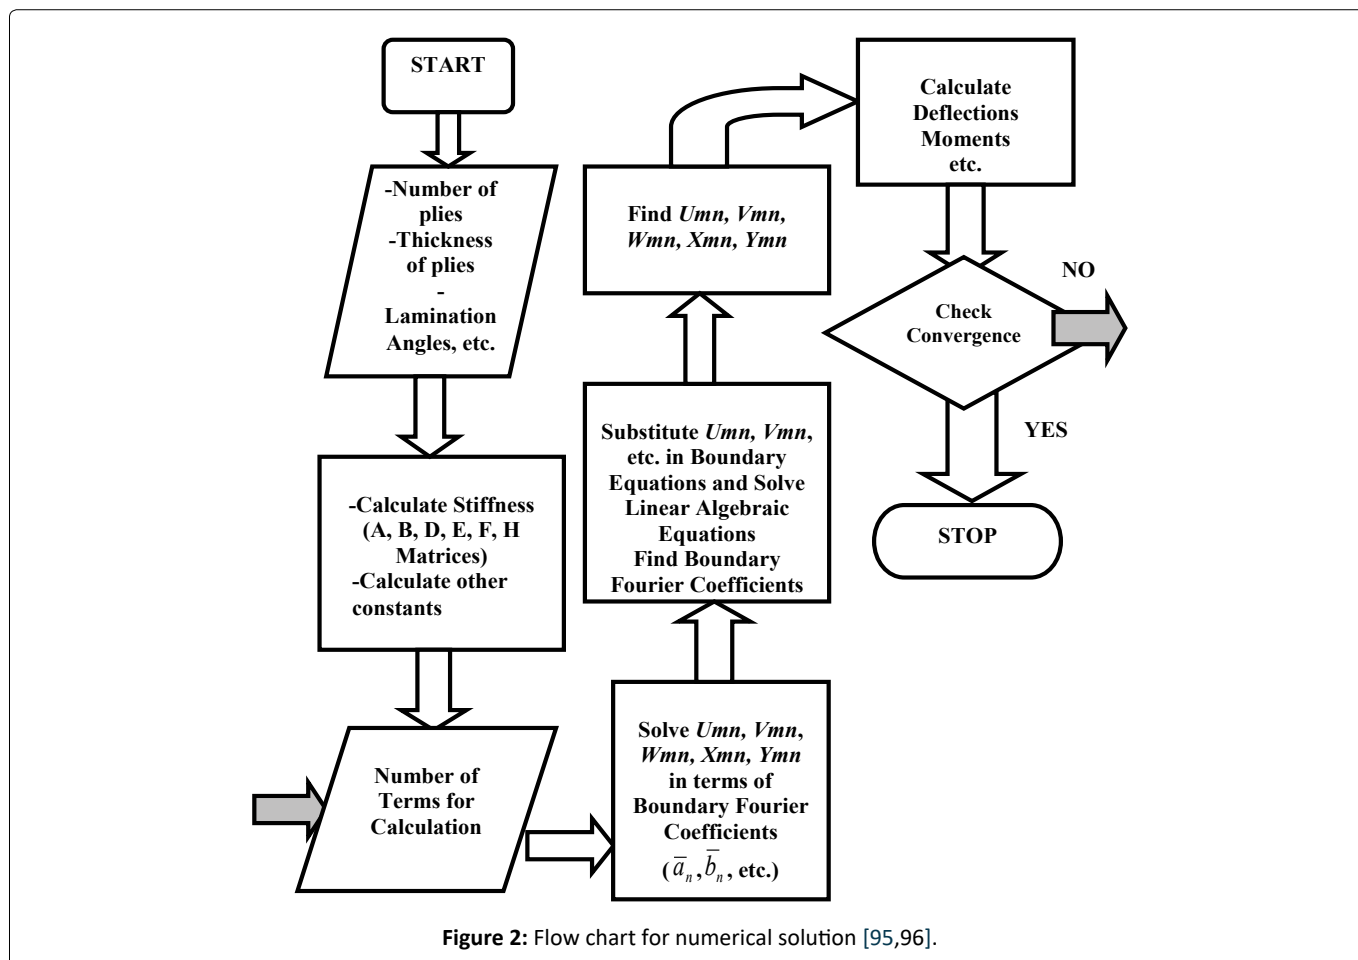 START
-Number of
plies
-Thickness
of plies
-
Lamination
Angles, etc.
-Calculate Stiffness
(A, B, D, E, F, H
Matrices)
-Calculate other
constants
Number of
Terms for
Calculation
Solve Umn, Vmn,
Wmn, Xmn, Ymn
in terms of
Boundary Fourier
Coefficients
(a̅ₙ, b̅ₙ, etc.)
Substitute Umn, Vmn,
etc. in Boundary
Equations and Solve
Linear Algebraic
Equations
Find Boundary
Fourier Coefficients
Find Umn, Vmn,
Wmn, Xmn, Ymn
Calculate
Deflections
Moments
etc.
Check
Convergence
NO
YES
STOP
Figure 2: Flow chart for numerical solution [95,96].